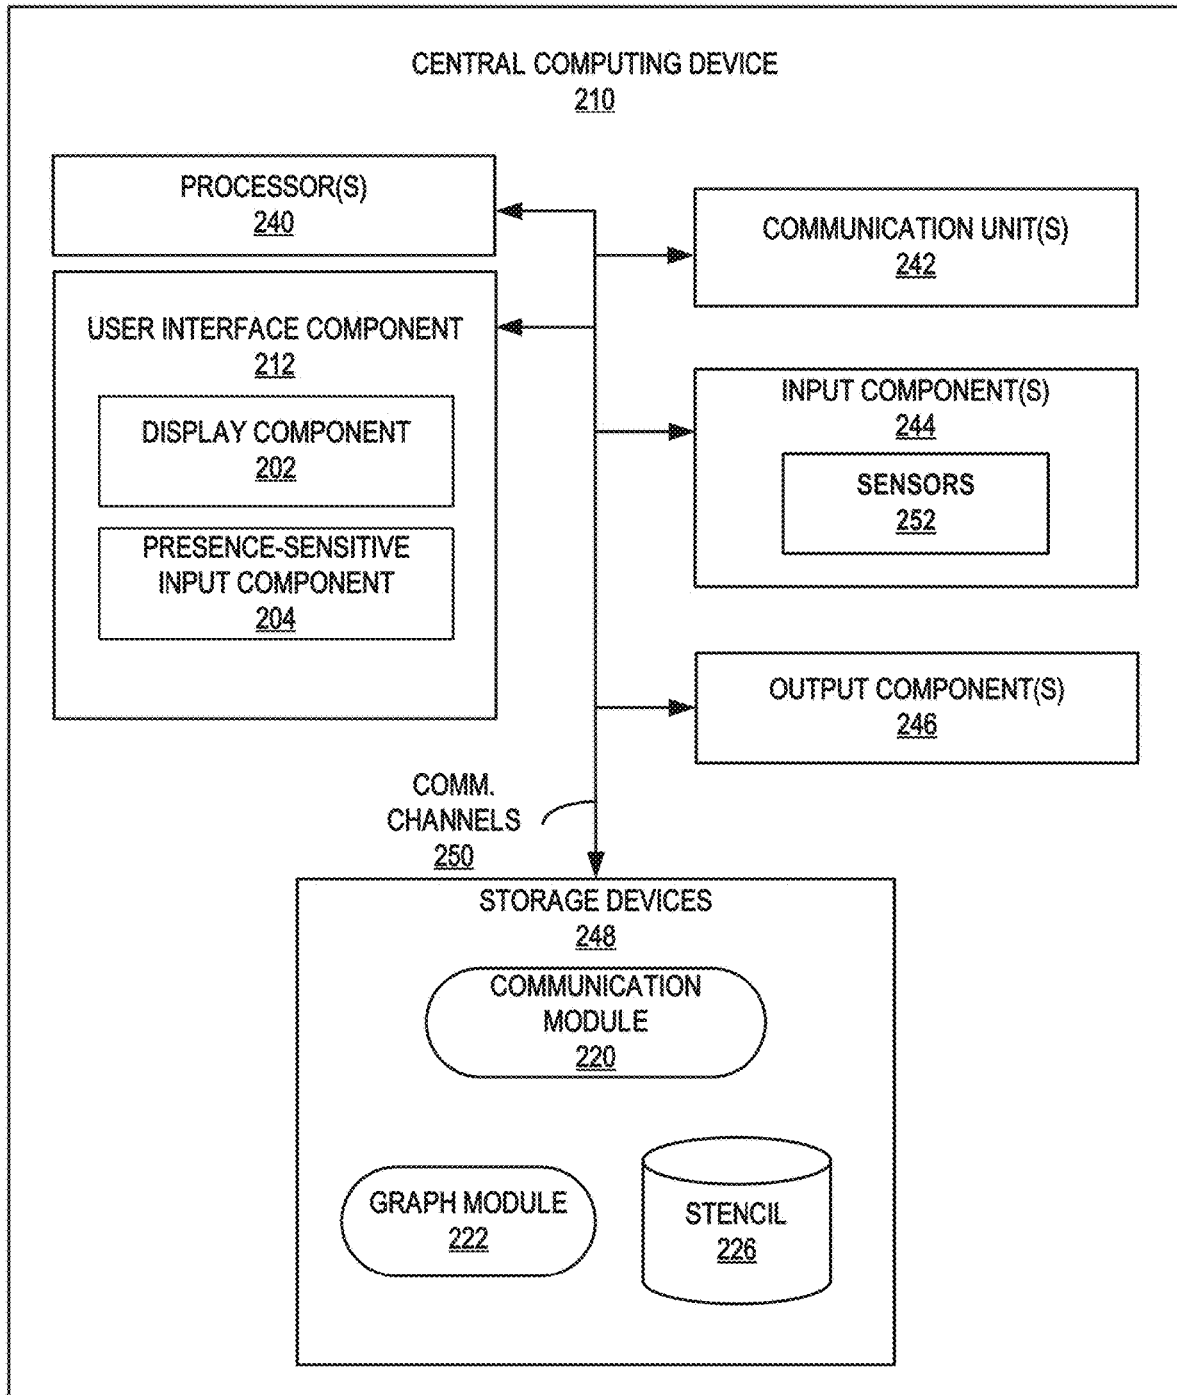 CENTRAL COMPUTING DEVICE
210
PROCESSOR(S)
240
COMMUNICATION UNIT(S)
242
USER INTERFACE COMPONENT
212
DISPLAY COMPONENT
202
PRESENCE-SENSITIVE
INPUT COMPONENT
204
INPUT COMPONENT(S)
244
SENSORS
252
OUTPUT COMPONENT(S)
246
COMM.
CHANNELS
250
STORAGE DEVICES
248
COMMUNICATION
MODULE
220
GRAPH MODULE
222
STENCIL
226